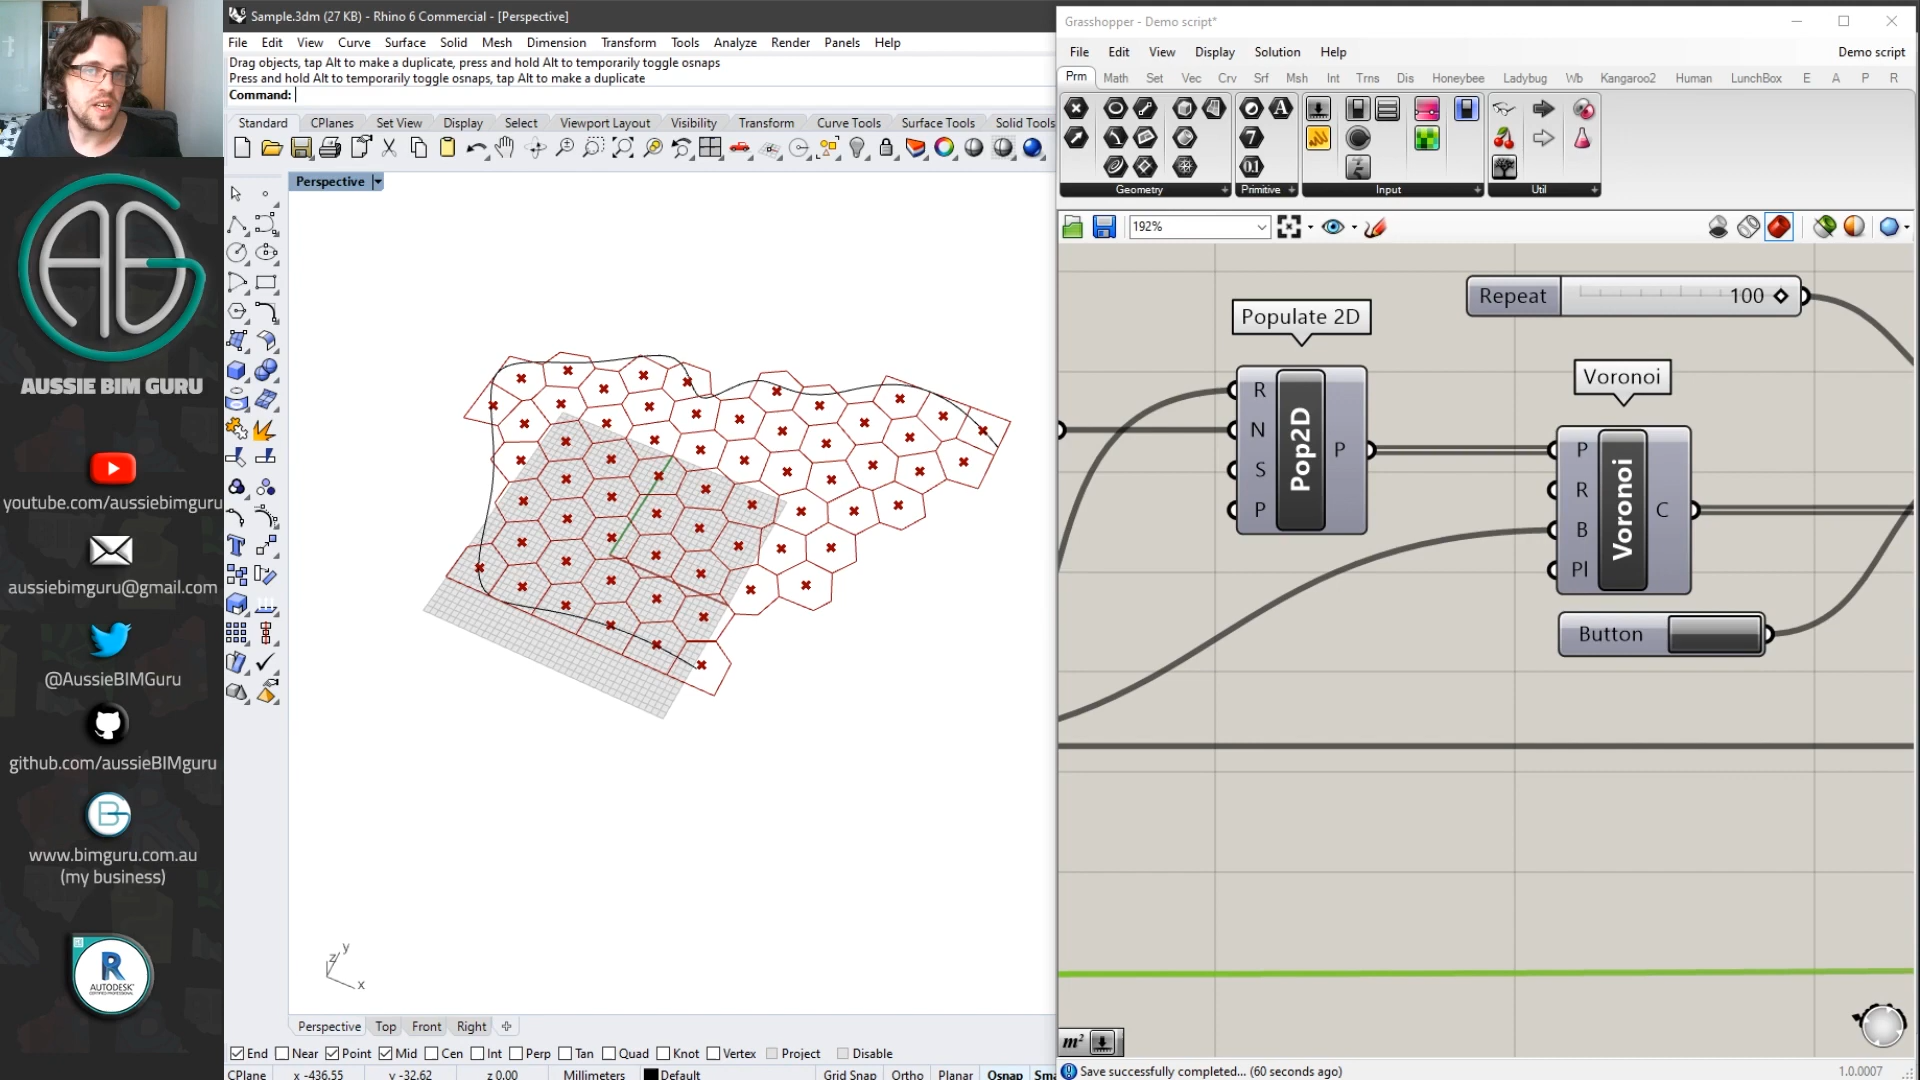 AUSSIE BIM GURU
youtube.com/aussiebimguru
aussiebimguru@gmail.com
@AussieBIMGuru
github.com/aussieBIMguru
www.bimguru.com.au
(my business)
R
AUTODESK
Sample.3dm (27 KB) - Rhino 6 Commercial - [Perspective]
File Edit View Curve Surface Solid Mesh Dimension Transform Tools Analyze Render Panels Help
Drag objects, tap Alt to make a duplicate, press and hold Alt to temporarily toggle osnaps
Press and hold Alt to temporarily toggle osnaps, tap Alt to make a duplicate
Command:
Standard CPlanes Set View Display Select Viewport Layout Visibility Transform Curve Tools Surface Tools Solid Tools
Perspective
z y
x
Perspective Top Front Right
End Near Point Mid Cen Int Perp Tan Quad Knot Vertex Project Disable
CPlane x -436.55 y -32.62 z 0.00 Millimeters Default Grid Snap Ortho Planar Osnap Sma
Grasshopper - Demo script*
File Edit View Display Solution Help Demo script
Prm Math Set Vec Crv Srf Msh Int Trns Dis Honeybee Ladybug Wb Kangaroo2 Human LunchBox E A P R
Geometry Primitive Input Util
192%
Repeat 100
Populate 2D
R
N
S
P
Pop2D
P
Voronoi
P
R
B
Pl
Voronoi
C
Button
m²
Save successfully completed... (60 seconds ago) 1.0.0007